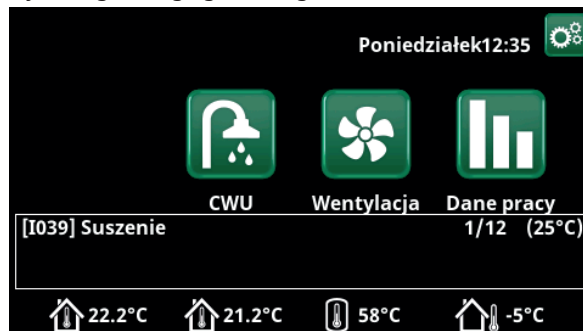 Poniedziałek12:35
CWU Wentylacja Dane pracy
[I039] Suszenie 1/12 (25°C)
22.2°C 21.2°C 58°C -5°C